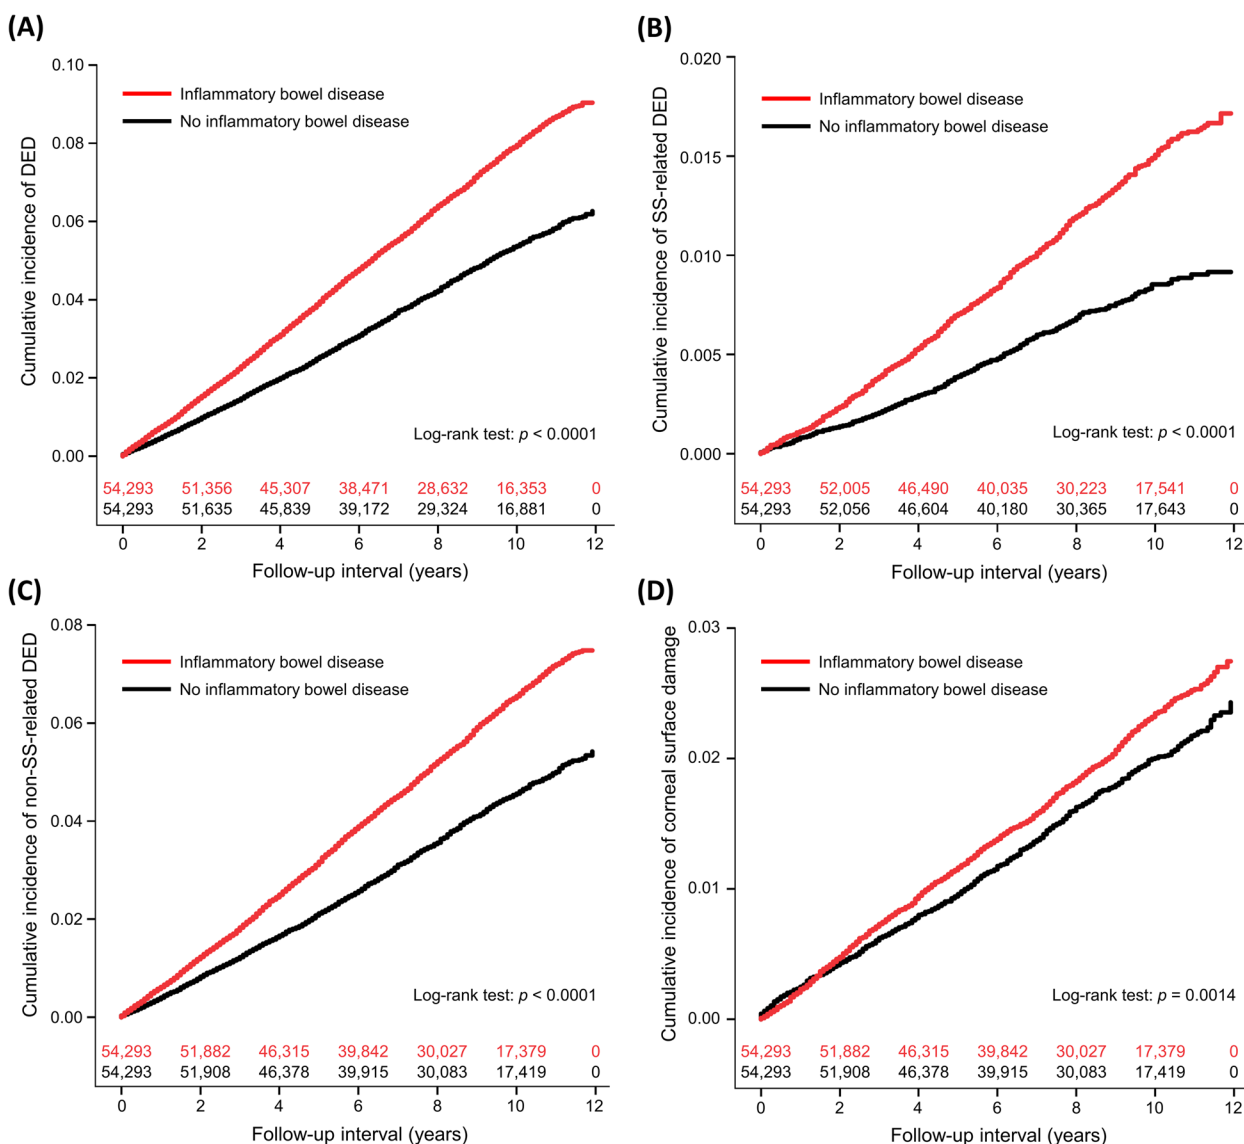 (A)
Cumulative incidence of DED
0.10
0.08
0.06
0.04
0.02
0.00
Inflammatory bowel disease
No inflammatory bowel disease
Log-rank test: p < 0.0001
54,293 51,356 45,307 38,471 28,632 16,353 0
54,293 51,635 45,839 39,172 29,324 16,881 0
0 2 4 6 8 10 12
Follow-up interval (years)
(B)
Cumulative incidence of SS-related DED
0.020
0.015
0.010
0.005
0.000
Inflammatory bowel disease
No inflammatory bowel disease
Log-rank test: p < 0.0001
54,293 52,005 46,490 40,035 30,223 17,541 0
54,293 52,056 46,604 40,180 30,365 17,643 0
0 2 4 6 8 10 12
Follow-up interval (years)
(C)
Cumulative incidence of non-SS-related DED
0.08
0.06
0.04
0.02
0.00
Inflammatory bowel disease
No inflammatory bowel disease
Log-rank test: p < 0.0001
54,293 51,882 46,315 39,842 30,027 17,379 0
54,293 51,908 46,378 39,915 30,083 17,419 0
0 2 4 6 8 10 12
Follow-up interval (years)
(D)
Cumulative incidence of corneal surface damage
0.03
0.02
0.01
0.00
Inflammatory bowel disease
No inflammatory bowel disease
Log-rank test: p = 0.0014
54,293 51,882 46,315 39,842 30,027 17,379 0
54,293 51,908 46,378 39,915 30,083 17,419 0
0 2 4 6 8 10 12
Follow-up interval (years)